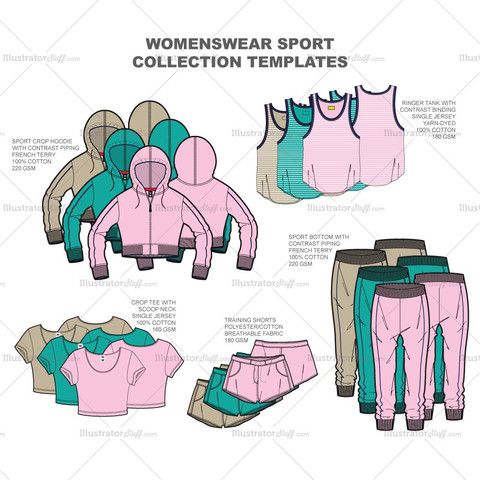 WOMENSWEAR SPORT
COLLECTION TEMPLATES
SPORT CROP HOODIE
WITH CONTRAST PIPING
FRENCH TERRY
100% COTTON
220 GSM
RINGER TANK WITH
CONTRAST BINDING
SINGLE JERSEY
YARN-DYED
100% COTTON
180 GSM
SPORT BOTTOM WITH
CONTRAST PIPING
FRENCH TERRY
100% COTTON
220 GSM
CROP TEE WITH
SCOOP NECK
SINGLE JERSEY
100% COTTON
160 GSM
TRAINING SHORTS
POLYESTER/COTTON
BREATHABLE FABRIC
180 GSM
IllustratorStuff.com